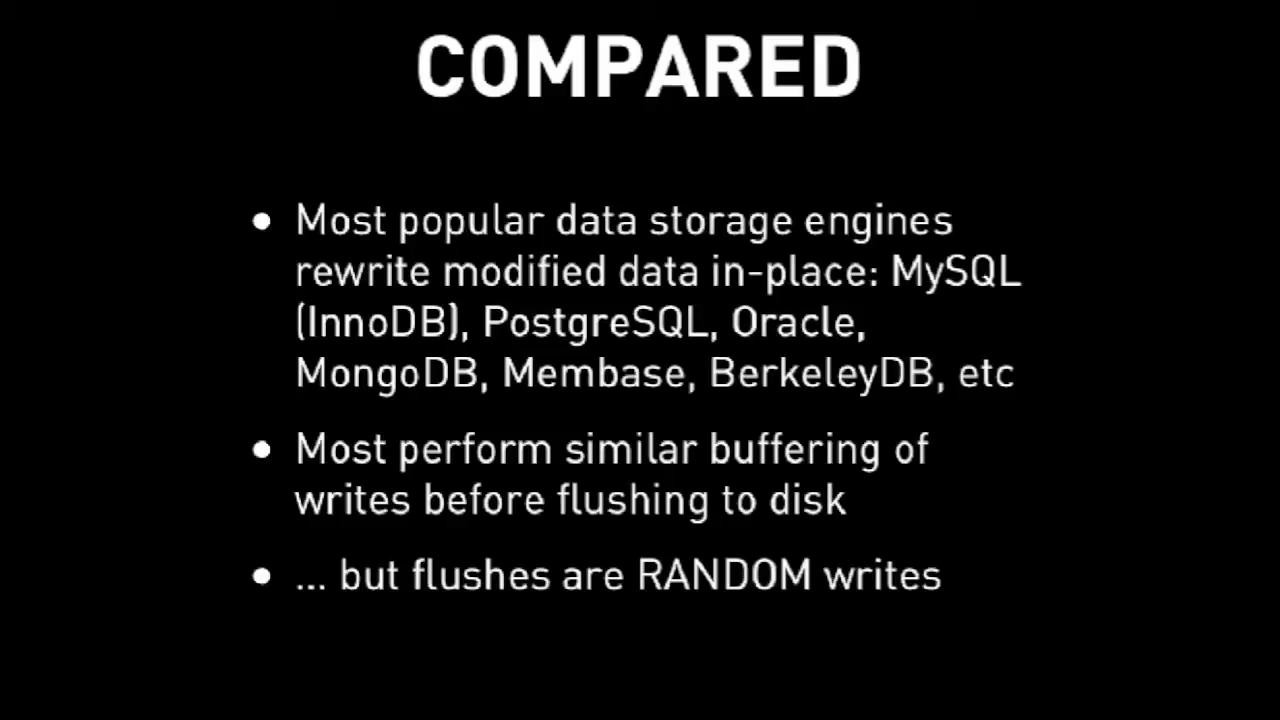 COMPARED
• Most popular data storage engines
rewrite modified data in-place: MySQL
(InnoDB), PostgreSQL, Oracle,
MongoDB, Membase, BerkeleyDB, etc
• Most perform similar buffering of
writes before flushing to disk
• ... but flushes are RANDOM writes